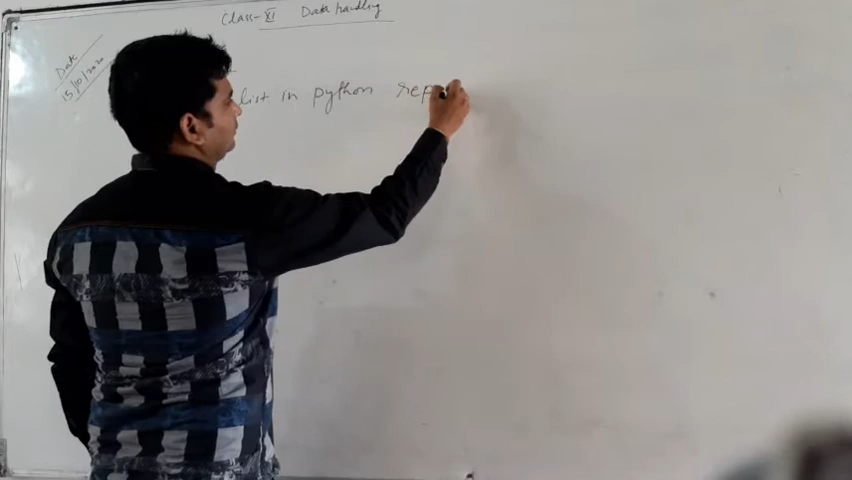 Class-XI Data handling
Date
15/10/2020
list in python rep